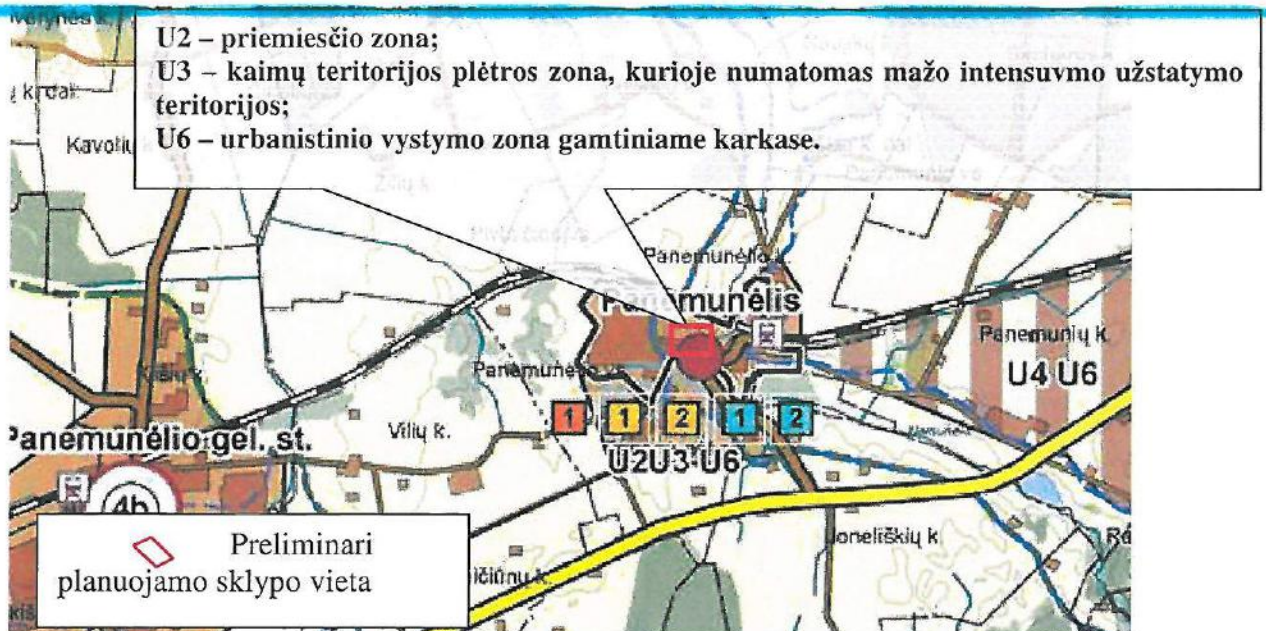 U2 – priemiesčio zona;
U3 – kaimų teritorijos plėtros zona, kurioje numatomas mažo intensuvmo užstatymo
teritorijos;
U6 – urbanistinio vystymo zona gamtiniame karkase.
Panemunėlio k.
Panemunėlis
Panemunių k.
U4 U6
1 1 2 1 2
Panemunėlio gel. st.
Vilių k.
U2U3 U6
4b
Joneliškių k.
Preliminari
planuojamo sklypo vieta